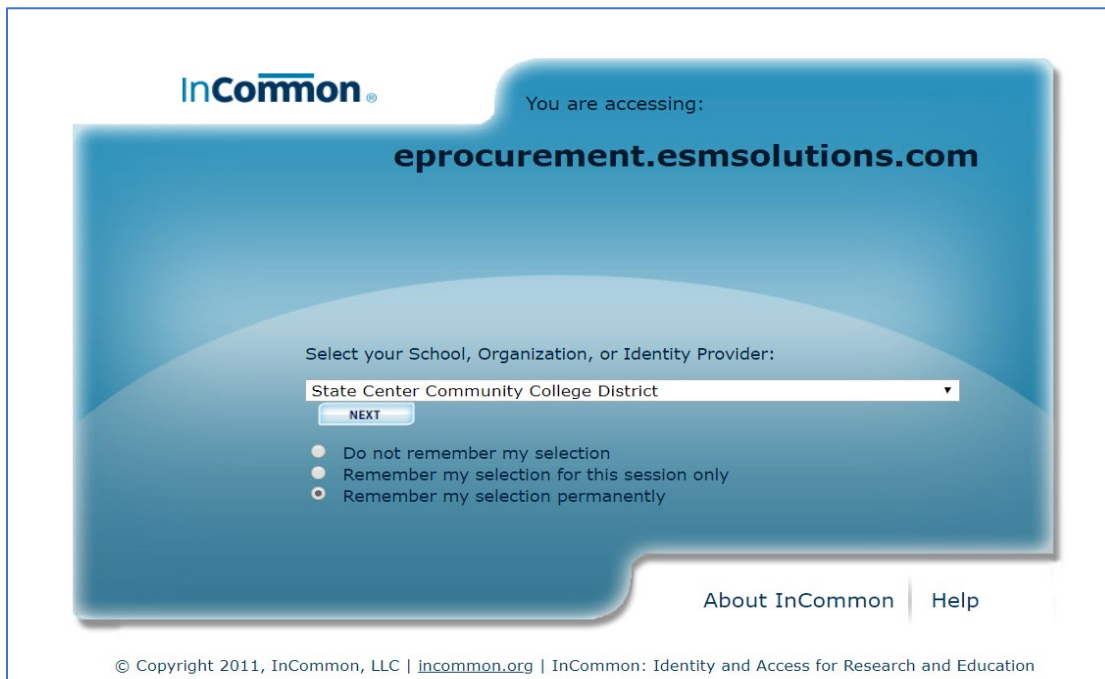 InCommon®
You are accessing:
eprocurement.esmsolutions.com
Select your School, Organization, or Identity Provider:
State Center Community College District
NEXT
Do not remember my selection
Remember my selection for this session only
Remember my selection permanently
About InCommon
Help
© Copyright 2011, InCommon, LLC | incommon.org | InCommon: Identity and Access for Research and Education